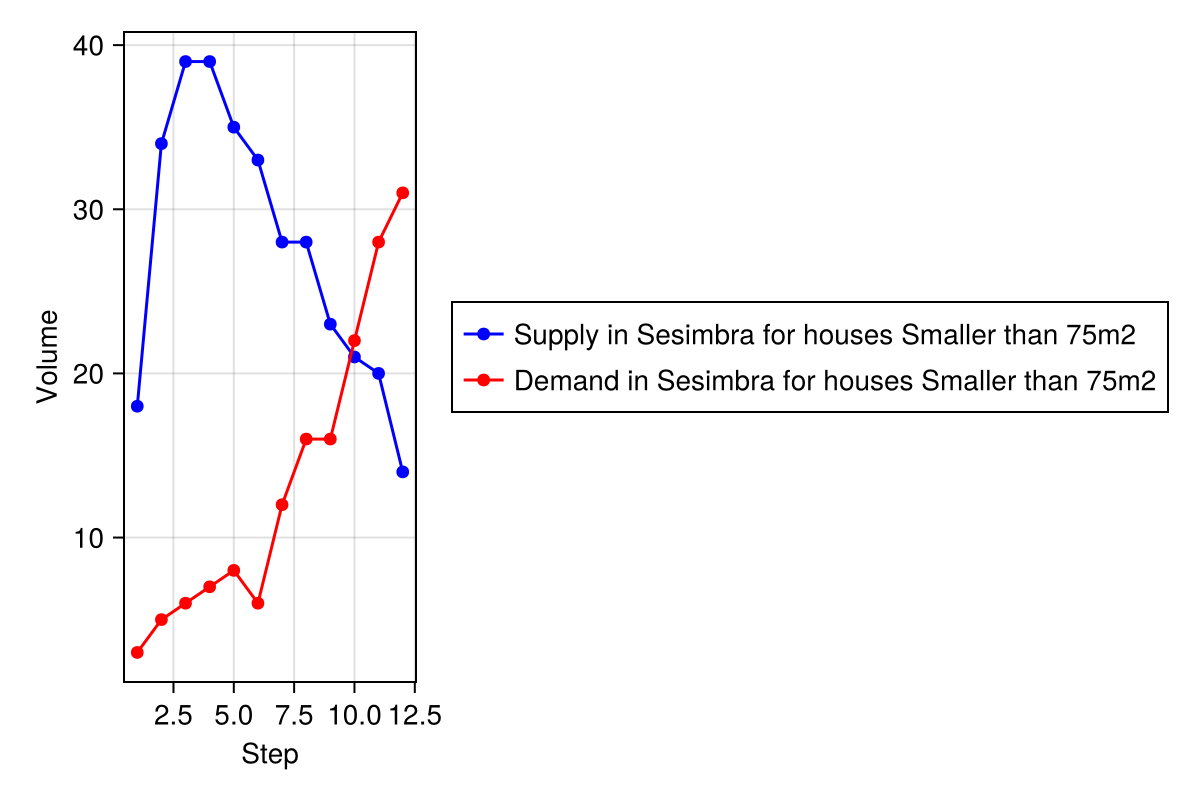 40
30
20
10
Volume
2.5 5.0 7.5 10.0 12.5
Step
Supply in Sesimbra for houses Smaller than 75m2
Demand in Sesimbra for houses Smaller than 75m2